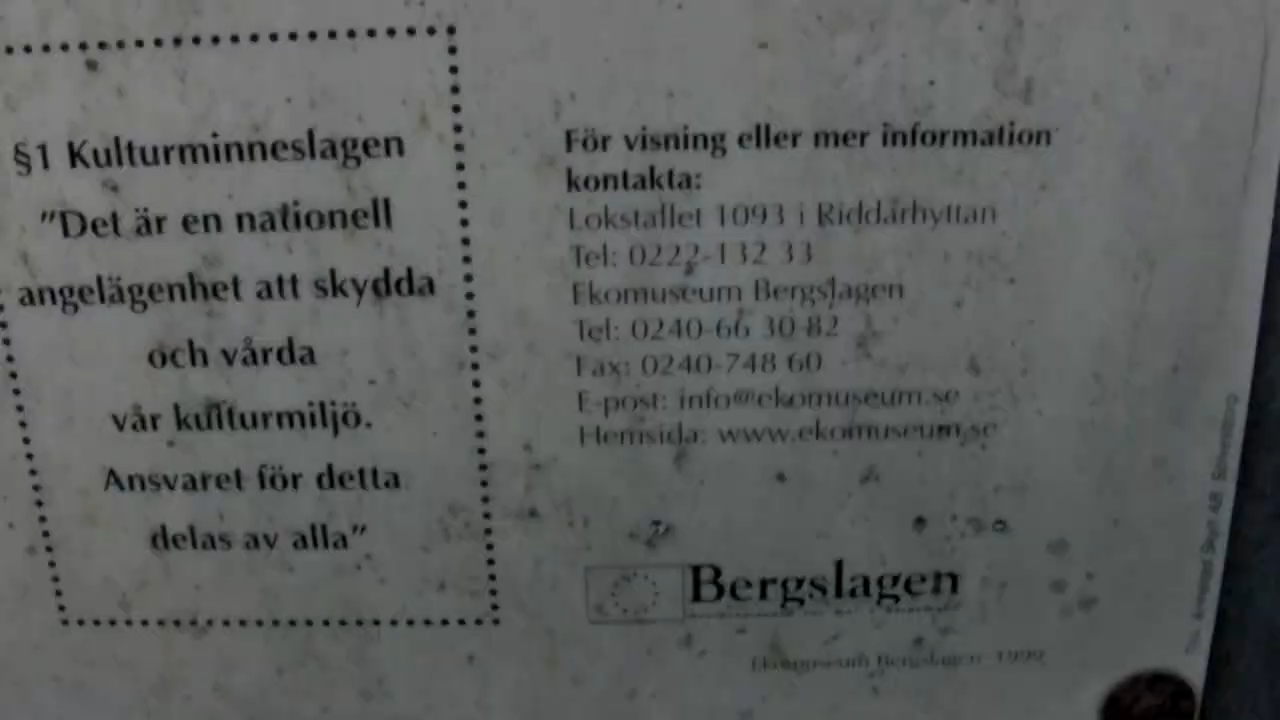 §1 Kulturminneslagen
"Det är en nationell
angelägenhet att skydda
och vårda
vår kulturmiljö.
Ansvaret för detta
delas av alla"
För visning eller mer information
kontakta:
Lokstallet 1093 i Riddarhyttan
Tel: 0222-132 33
Ekomuseum Bergslagen
Tel: 0240-66 30 82
Fax: 0240-748 60
E-post: info@ekomuseum.se
Hemsida: www.ekomuseum.se
Bergslagen
Ekomuseum Bergslagen 1999